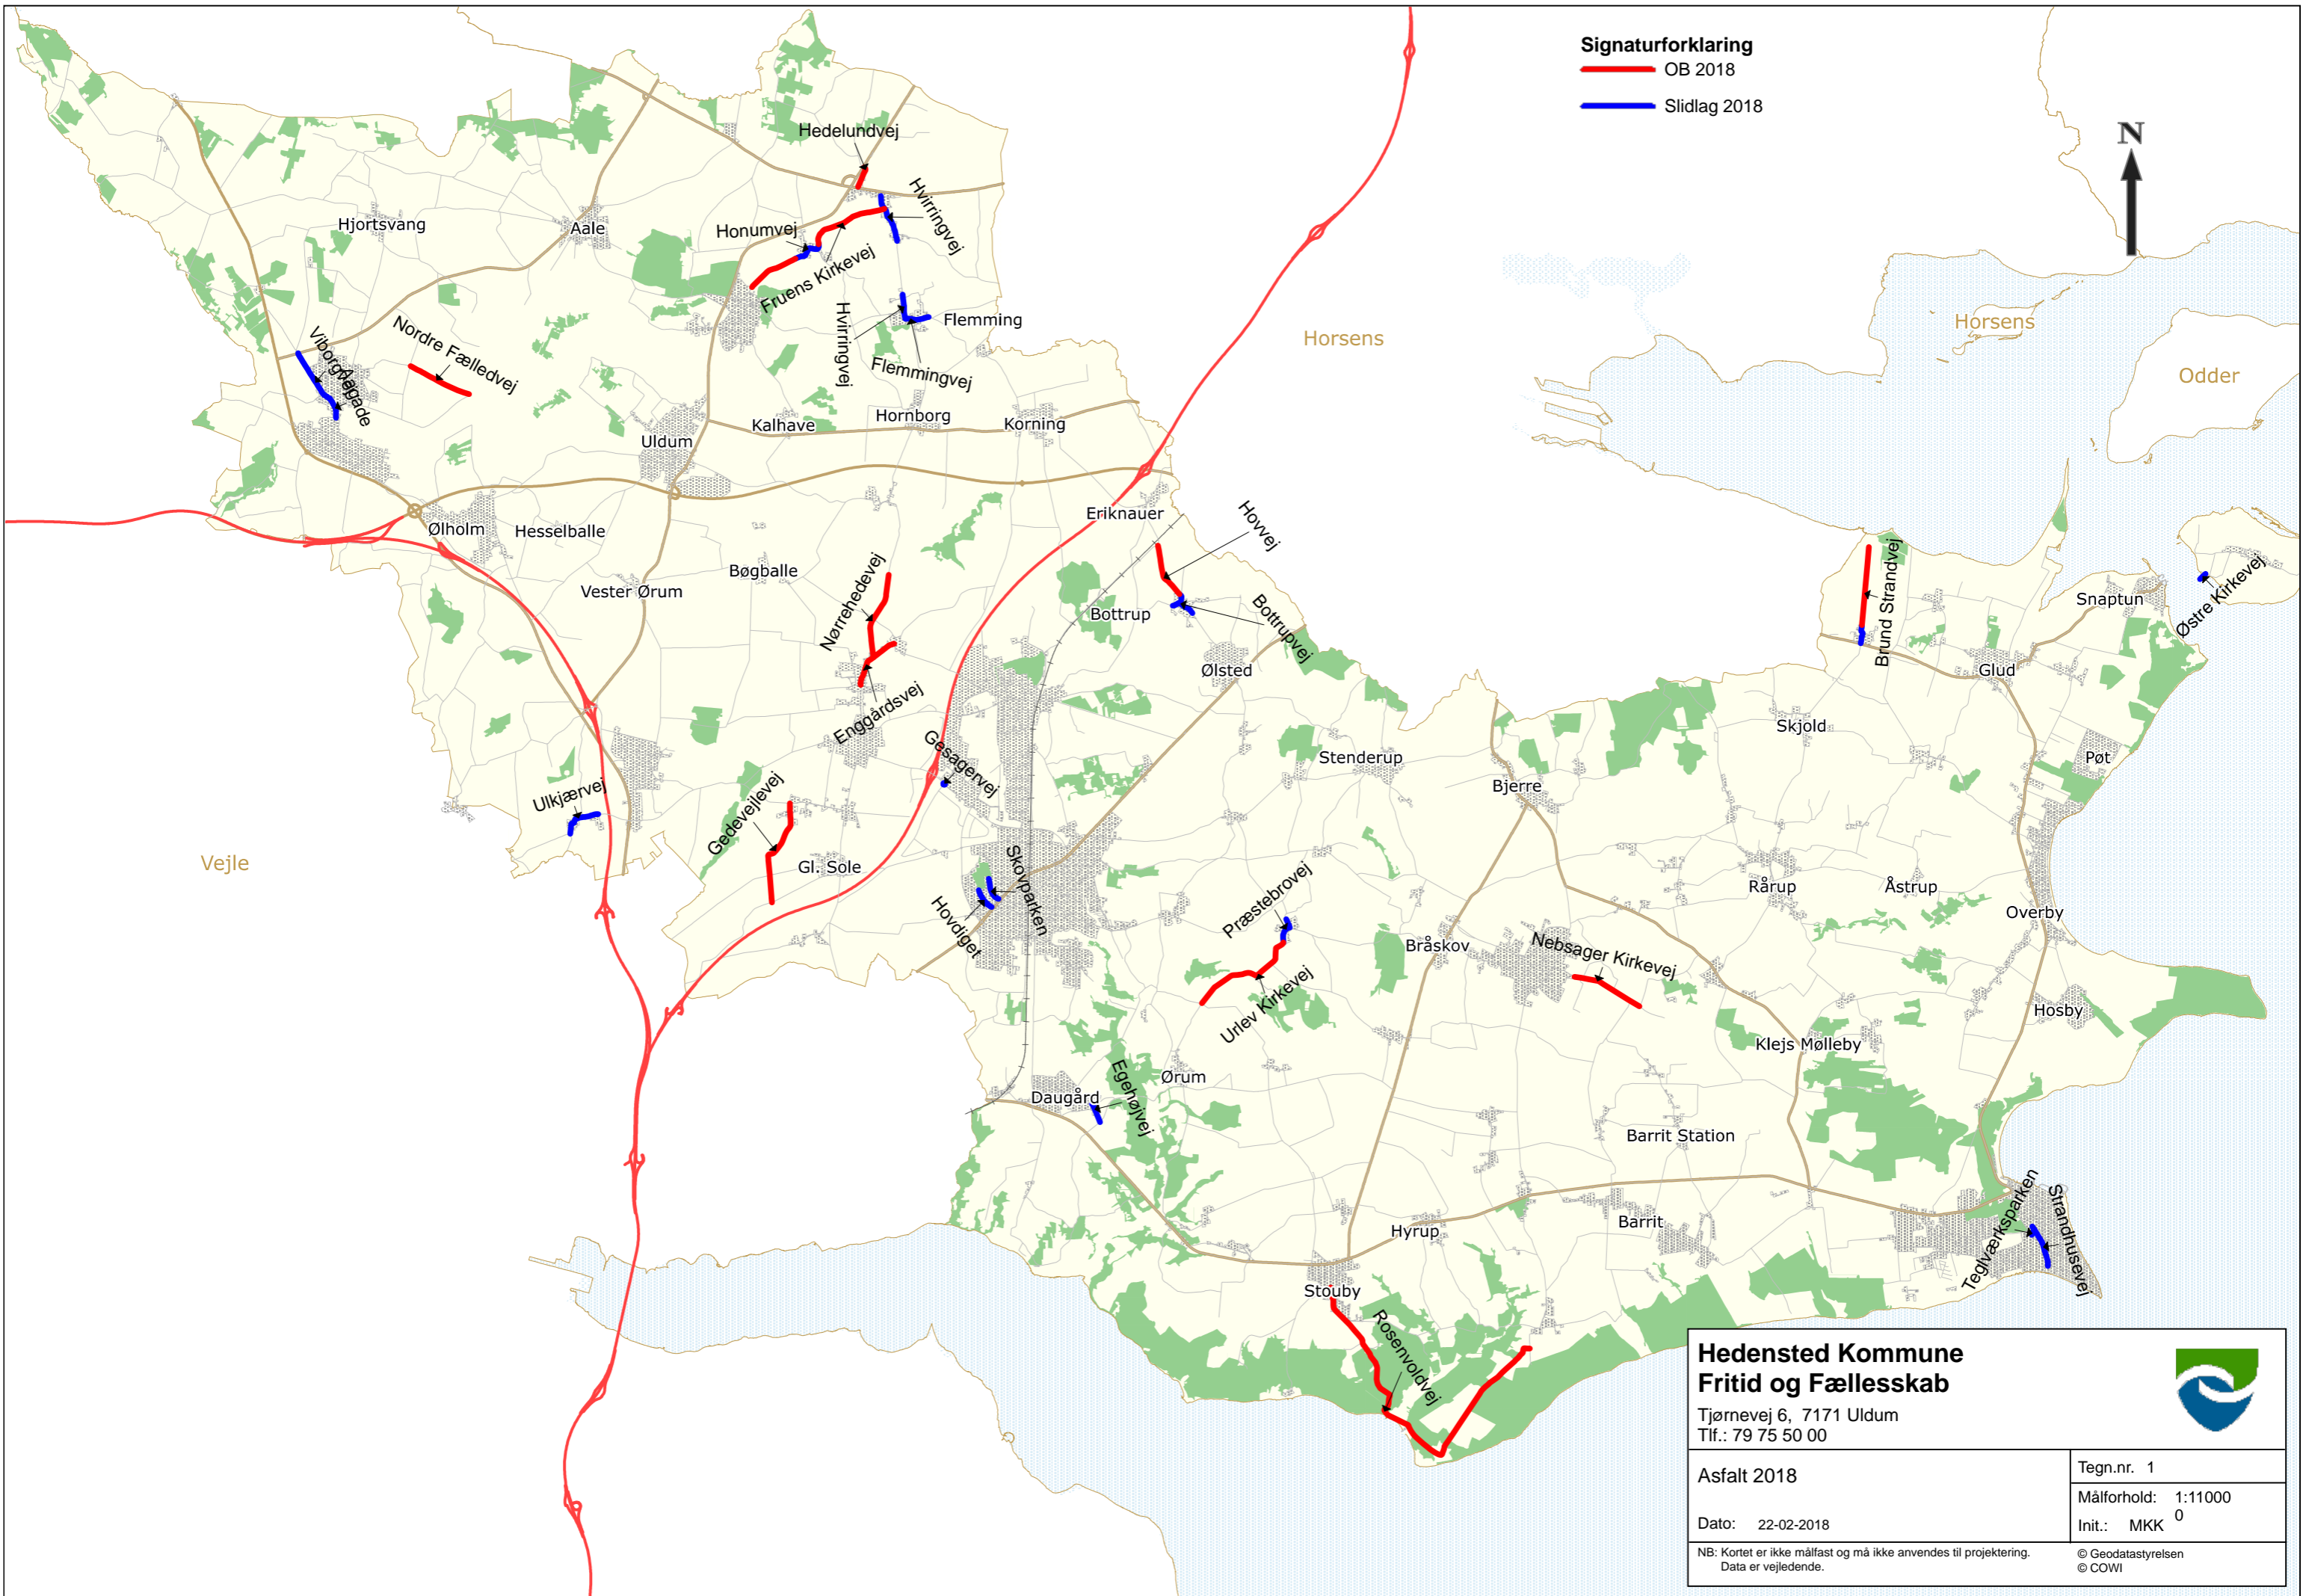 Signaturforklaring
OB 2018
Slidlag 2018
N
Hedelundvej
Hvirringvej
Hjortsvang
Aale
Honumvej
Fruens Kirkevej
Hvirringvej
Flemming
Flemmingvej
Horsens
Horsens
Odder
Viborgvej
Aagade
Nordre Fælledvej
Uldum
Kalhave
Hornborg
Korning
Ølholm
Hesselballe
Eriknauer
Hovvej
Vester Ørum
Bøgballe
Nørrehedevej
Bottrup
Bottrupvej
Ølsted
Brund Strandvej
Snaptun
Østre Kirkevej
Glud
Enggårdsvej
Gesagervej
Stenderup
Bjerre
Skjold
Pøt
Ulkjærvej
Gedevejlevej
Vejle
Gl. Sole
Skovparken
Hovdiget
Præstebrovej
Bråskov
Nebsager Kirkevej
Rårup
Åstrup
Overby
Urlev Kirkevej
Hosby
Klejs Mølleby
Ørum
Egehøjvej
Daugård
Barrit Station
Hyrup
Barrit
Teglværksparken
Strandhusevej
Stouby
Rosenvoldvej
Hedensted Kommune
Fritid og Fællesskab
Tjørnevej 6, 7171 Uldum
Tlf.: 79 75 50 00
Asfalt 2018
Dato: 22-02-2018
Tegn.nr. 1
Målforhold: 1:11000
0
Init.: MKK
NB: Kortet er ikke målfast og må ikke anvendes til projektering.
Data er vejledende.
© Geodatastyrelsen
© COWI